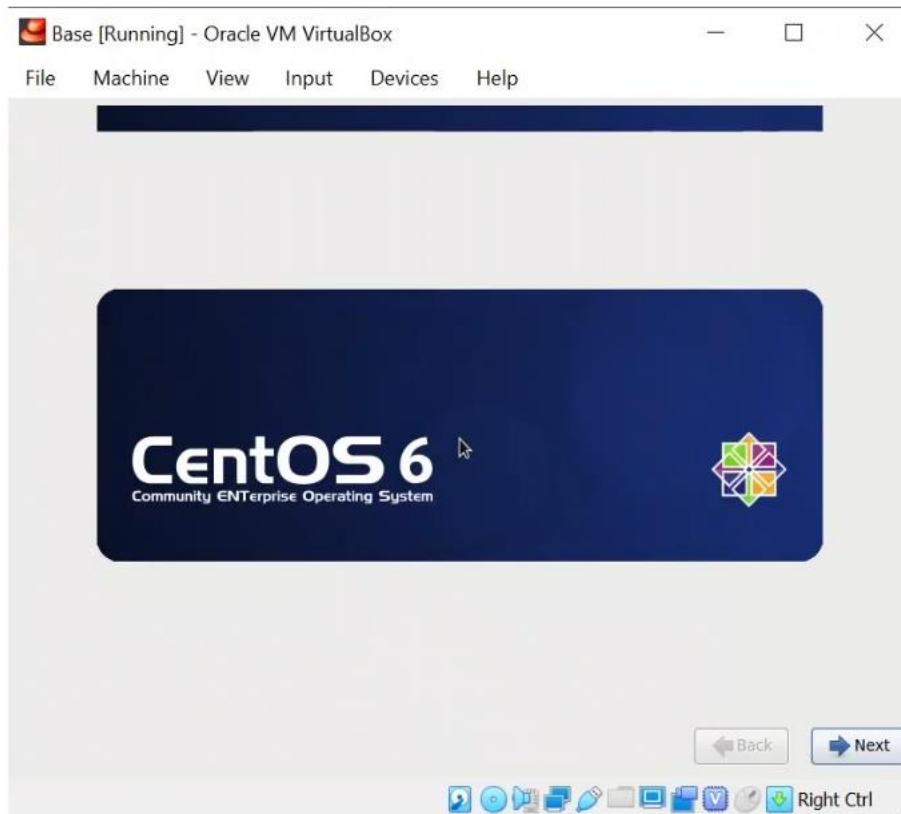 Base [Running] - Oracle VM VirtualBox
File Machine View Input Devices Help
CentOS 6
Community ENTerprise Operating System
Back Next
Right Ctrl